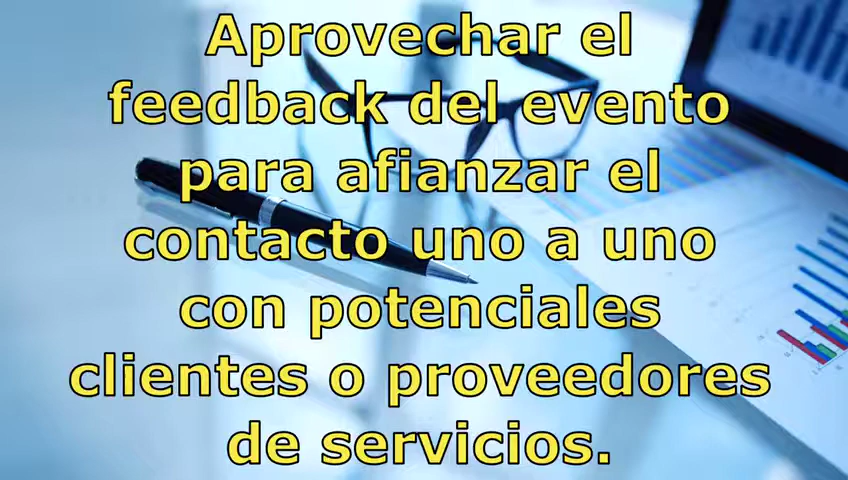 Aprovechar el
feedback del evento
para afianzar el
contacto uno a uno
con potenciales
clientes o proveedores
de servicios.